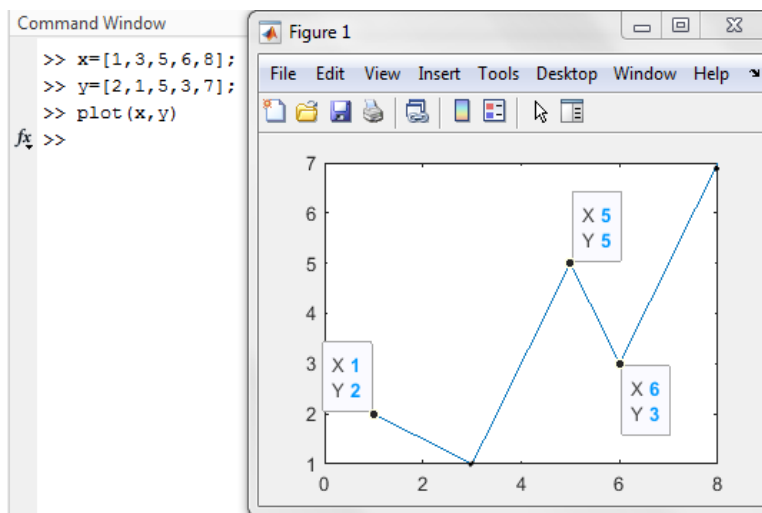 Command Window
>> x=[1,3,5,6,8];
>> y=[2,1,5,3,7];
>> plot(x,y)
fx >>
Figure 1
File Edit View Insert Tools Desktop Window Help
7
6
5
4
3
2
1
0 2 4 6 8
X 5
Y 5
X 1
Y 2
X 6
Y 3